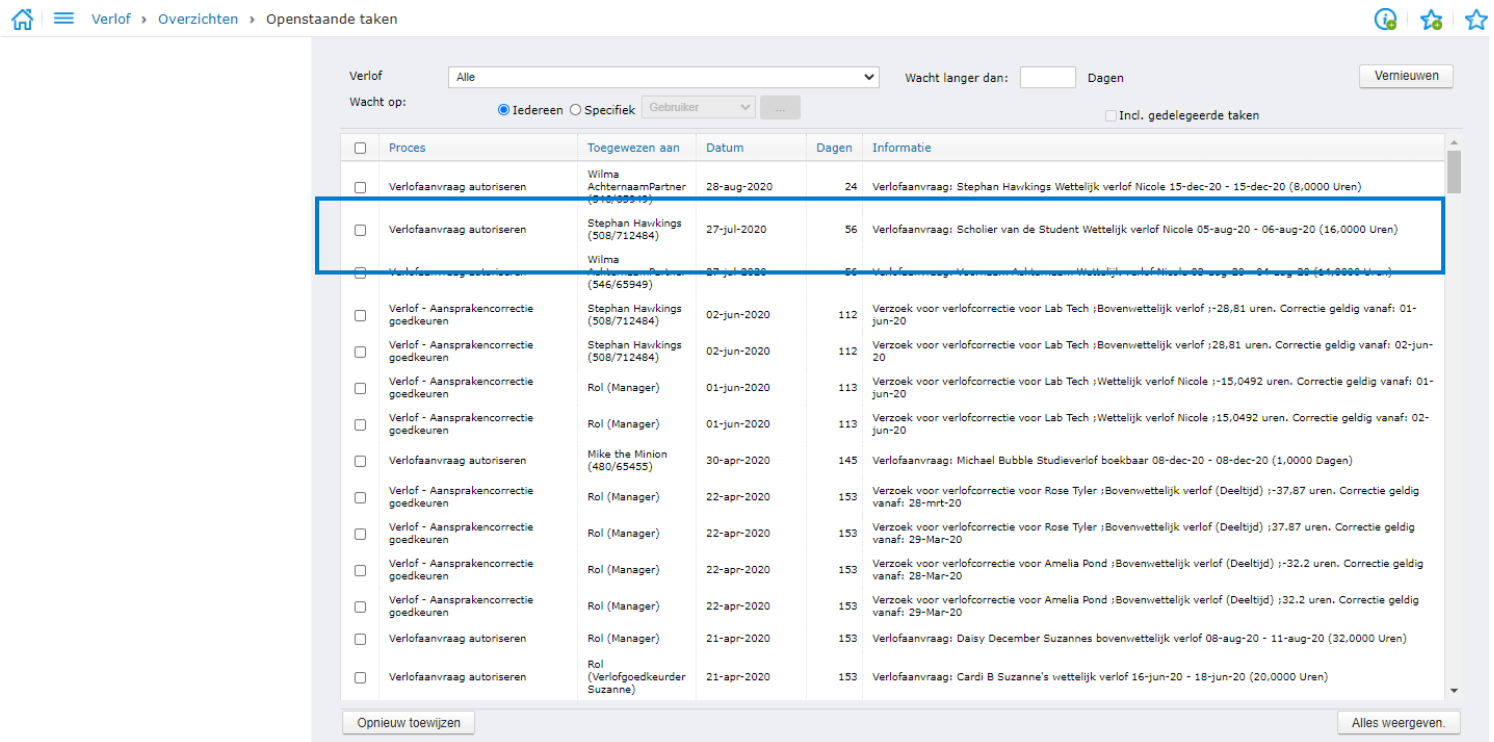 Verlof › Overzichten › Openstaande taken
Verlof Alle Wacht langer dan: Dagen Vernieuwen
Wacht op: Iedereen Specifiek Gebruiker ... Incl. gedelegeerde taken
Proces Toegewezen aan Datum Dagen Informatie
Wilma
AchternaamPartner
(546/65949)
Verlofaanvraag autoriseren 28-aug-2020 24 Verlofaanvraag: Stephan Hawkings Wettelijk verlof Nicole 15-dec-20 - 15-dec-20 (8,0000 Uren)
Stephan Hawkings
(508/712484)
Verlofaanvraag autoriseren 27-jul-2020 56 Verlofaanvraag: Scholier van de Student Wettelijk verlof Nicole 05-aug-20 - 06-aug-20 (16,0000 Uren)
Wilma
AchternaamPartner
(546/65949)
Verlofaanvraag autoriseren 27-jul-2020 56 Verlofaanvraag: Voornaam Achternaam Wettelijk verlof Nicole
Verlof - Aansprakencorrectie
goedkeuren
Stephan Hawkings
(508/712484)
02-jun-2020 112
Verzoek voor verlofcorrectie voor Lab Tech ;Bovenwettelijk verlof ;-28,81 uren. Correctie geldig vanaf: 01-
jun-20
Verlof - Aansprakencorrectie
goedkeuren
Stephan Hawkings
(508/712484)
02-jun-2020 112
Verzoek voor verlofcorrectie voor Lab Tech ;Bovenwettelijk verlof ;28,81 uren. Correctie geldig vanaf: 02-jun-
20
Verlof - Aansprakencorrectie
goedkeuren
Rol (Manager) 01-jun-2020 113
Verzoek voor verlofcorrectie voor Lab Tech ;Wettelijk verlof Nicole ;-15,0492 uren. Correctie geldig vanaf: 01-
jun-20
Verlof - Aansprakencorrectie
goedkeuren
Rol (Manager) 01-jun-2020 113
Verzoek voor verlofcorrectie voor Lab Tech ;Wettelijk verlof Nicole ;15,0492 uren. Correctie geldig vanaf: 02-
jun-20
Verlofaanvraag autoriseren
Mike the Minion
(480/65455)
30-apr-2020 145 Verlofaanvraag: Michael Bubble Studieverlof boekbaar 08-dec-20 - 08-dec-20 (1,0000 Dagen)
Verlof - Aansprakencorrectie
goedkeuren
Rol (Manager) 22-apr-2020 153
Verzoek voor verlofcorrectie voor Rose Tyler ;Bovenwettelijk verlof (Deeltijd) ;-37,87 uren. Correctie geldig
vanaf: 28-mrt-20
Verlof - Aansprakencorrectie
goedkeuren
Rol (Manager) 22-apr-2020 153
Verzoek voor verlofcorrectie voor Rose Tyler ;Bovenwettelijk verlof (Deeltijd) ;37.87 uren. Correctie geldig
vanaf: 29-Mar-20
Verlof - Aansprakencorrectie
goedkeuren
Rol (Manager) 22-apr-2020 153
Verzoek voor verlofcorrectie voor Amelia Pond ;Bovenwettelijk verlof (Deeltijd) ;-32.2 uren. Correctie geldig
vanaf: 28-Mar-20
Verlof - Aansprakencorrectie
goedkeuren
Rol (Manager) 22-apr-2020 153
Verzoek voor verlofcorrectie voor Amelia Pond ;Bovenwettelijk verlof (Deeltijd) ;32.2 uren. Correctie geldig
vanaf: 29-Mar-20
Verlofaanvraag autoriseren Rol (Manager) 21-apr-2020 153 Verlofaanvraag: Daisy December Suzannes bovenwettelijk verlof 08-aug-20 - 11-aug-20 (32,0000 Uren)
Rol
(Verlofgoedkeurder
Suzanne)
Verlofaanvraag autoriseren 21-apr-2020 153 Verlofaanvraag: Cardi B Suzanne's wettelijk verlof 16-jun-20 - 18-jun-20 (20,0000 Uren)
Opnieuw toewijzen Alles weergeven.